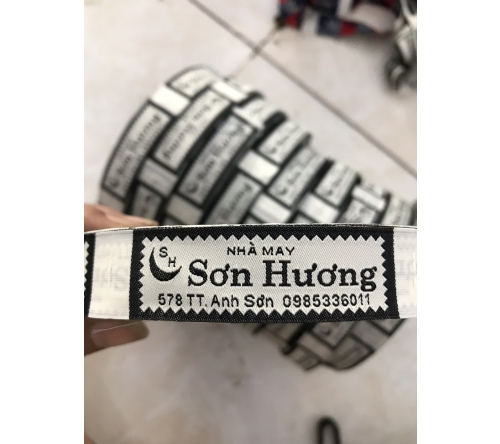 NHÀ MAY
SH
Sơn Hương
578 TT. Anh Sơn 0985336011